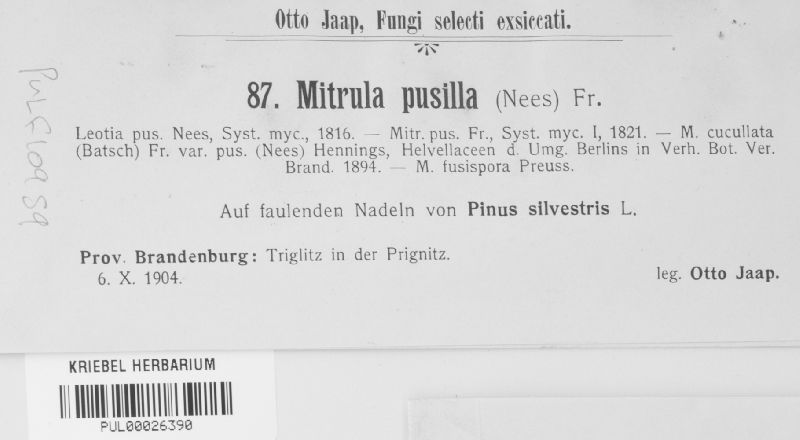 Otto Jaap, Fungi selecti exsiccati.
87. Mitrula pusilla (Nees) Fr.
Leotia pus. Nees, Syst. myc., 1816. — Mitr. pus. Fr., Syst. myc. I, 1821. — M. cucullata
(Batsch) Fr. var. pus. (Nees) Hennings, Helvellaceen d. Umg. Berlins in Verh. Bot. Ver.
Brand. 1894. — M. fusispora Preuss.
Auf faulenden Nadeln von Pinus silvestris L.
Prov. Brandenburg: Triglitz in der Prignitz.
6. X. 1904.
leg. Otto Jaap.
PUL F109 89
KRIEBEL HERBARIUM
PUL00026390